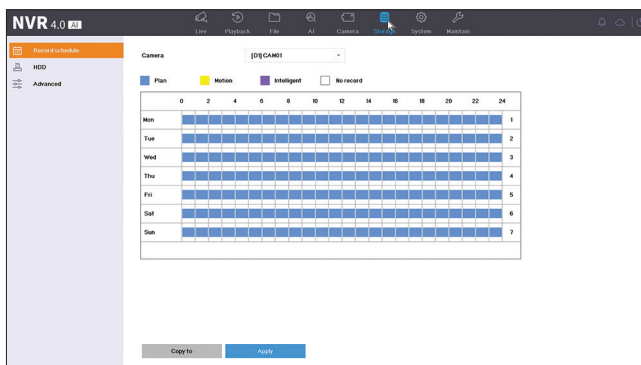 NVR 4.0 AI
Live Playback File AI Camera Storage System Maintain
Record schedule
HDD
Advanced
Camera [D1] CAM01
Plan Motion Intelligent No record
0 2 4 6 8 10 12 14 16 18 20 22 24
Mon 1
Tue 2
Wed 3
Thu 4
Fri 5
Sat 6
Sun 7
Copy to Apply